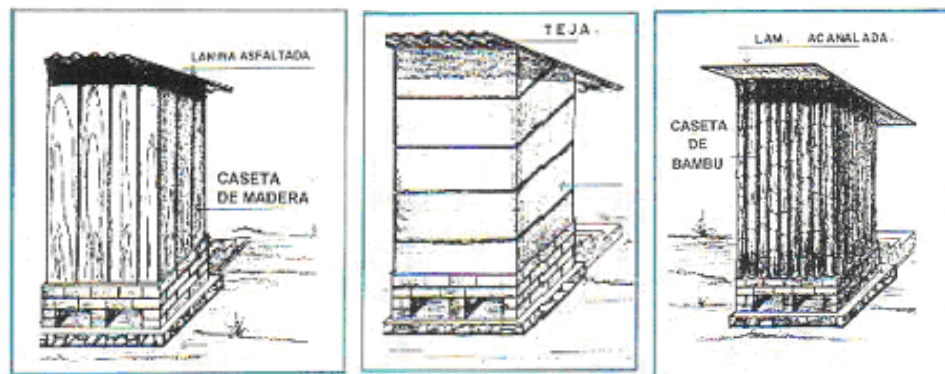 LAMINA ASFALTADA
CASETA
DE MADERA
TEJA.
LAM. ACANALADA.
CASETA
DE
BAMBU